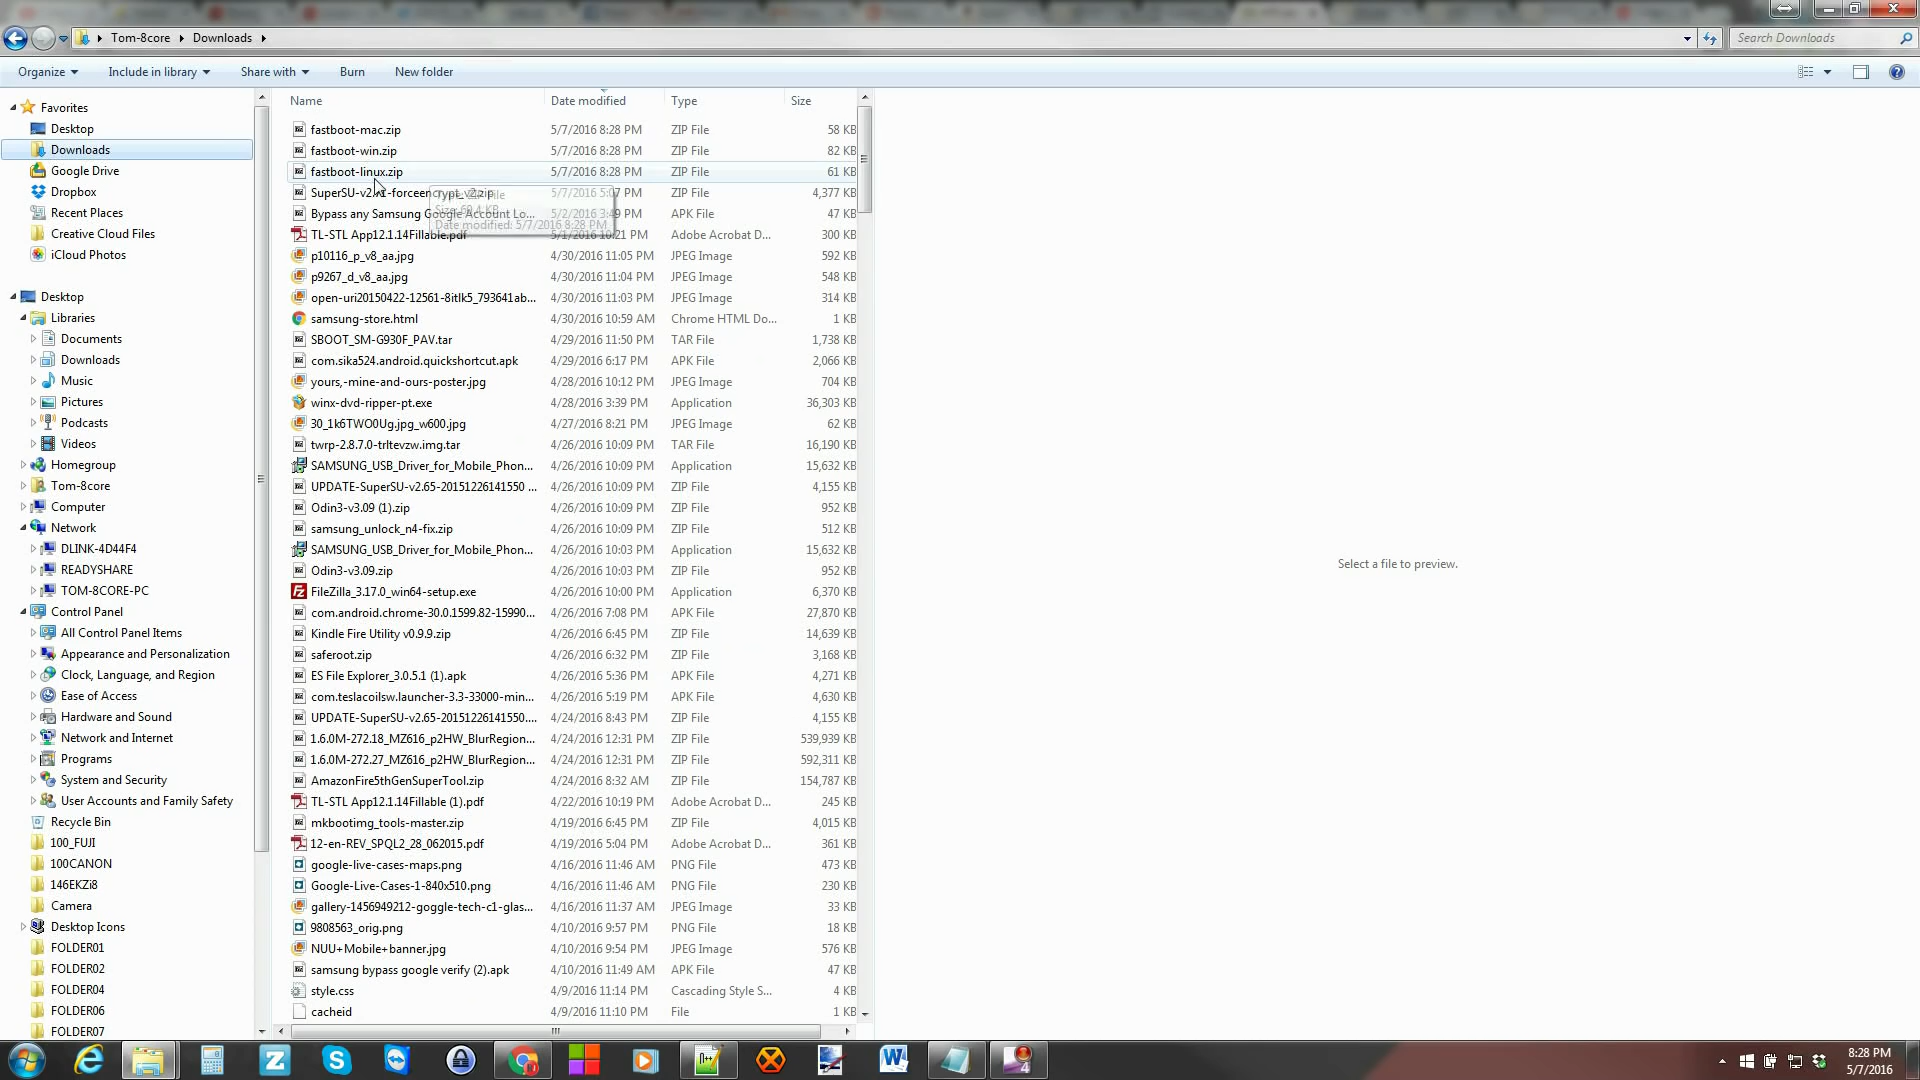 Tom-8core Downloads
Search Downloads
Organize Include in library Share with Burn New folder
Favorites
Desktop
Downloads
Google Drive
Dropbox
Recent Places
Creative Cloud Files
iCloud Photos
Desktop
Libraries
Documents
Downloads
Music
Pictures
Podcasts
Videos
Homegroup
Tom-8core
Computer
Network
DLINK-4D44F4
READYSHARE
TOM-8CORE-PC
Control Panel
All Control Panel Items
Appearance and Personalization
Clock, Language, and Region
Ease of Access
Hardware and Sound
Network and Internet
Programs
System and Security
User Accounts and Family Safety
Recycle Bin
100_FUJI
100CANON
146EKZi8
Camera
Desktop Icons
FOLDER01
FOLDER02
FOLDER04
FOLDER06
FOLDER07
Name Date modified Type Size
fastboot-mac.zip 5/7/2016 8:28 PM ZIP File 58 KB
fastboot-win.zip 5/7/2016 8:28 PM ZIP File 82 KB
fastboot-linux.zip 5/7/2016 8:28 PM ZIP File 61 KB
5/7/2016 5:07 PM ZIP File 4,377 KB
Bypass any Samsung Google Account Lo... 5/2/2016 3:49 PM APK File 47 KB
Date modified: 5/7/2016 8:28 PM
TL-STL App12.1.14Fillable.pdf 5/1/2016 10:21 PM Adobe Acrobat D... 300 KB
p10116_p_v8_aa.jpg 4/30/2016 11:05 PM JPEG Image 592 KB
p9267_d_v8_aa.jpg 4/30/2016 11:04 PM JPEG Image 548 KB
open-uri20150422-12561-8itlk5_793641ab... 4/30/2016 11:03 PM JPEG Image 314 KB
samsung-store.html 4/30/2016 10:59 AM Chrome HTML Do... 1 KB
SBOOT_SM-G930F_PAV.tar 4/29/2016 11:50 PM TAR File 1,738 KB
com.sika524.android.quickshortcut.apk 4/29/2016 6:17 PM APK File 2,066 KB
yours,-mine-and-ours-poster.jpg 4/28/2016 10:12 PM JPEG Image 704 KB
winx-dvd-ripper-pt.exe 4/28/2016 3:39 PM Application 36,303 KB
30_1k6TWO0Ug.jpg_w600.jpg 4/27/2016 8:21 PM JPEG Image 62 KB
twrp-2.8.7.0-trltevzw.img.tar 4/26/2016 10:09 PM TAR File 16,190 KB
SAMSUNG_USB_Driver_for_Mobile_Phon... 4/26/2016 10:09 PM Application 15,632 KB
UPDATE-SuperSU-v2.65-20151226141550 ... 4/26/2016 10:09 PM ZIP File 4,155 KB
Odin3-v3.09 (1).zip 4/26/2016 10:09 PM ZIP File 952 KB
samsung_unlock_n4-fix.zip 4/26/2016 10:09 PM ZIP File 512 KB
SAMSUNG_USB_Driver_for_Mobile_Phon... 4/26/2016 10:03 PM Application 15,632 KB
Odin3-v3.09.zip 4/26/2016 10:03 PM ZIP File 952 KB
FileZilla_3.17.0_win64-setup.exe 4/26/2016 10:00 PM Application 6,370 KB
com.android.chrome-30.0.1599.82-15990... 4/26/2016 7:08 PM APK File 27,870 KB
Kindle Fire Utility v0.9.9.zip 4/26/2016 6:45 PM ZIP File 14,639 KB
saferoot.zip 4/26/2016 6:32 PM ZIP File 3,168 KB
ES File Explorer_3.0.5.1 (1).apk 4/26/2016 5:36 PM APK File 4,271 KB
com.teslacoilsw.launcher-3.3-33000-min... 4/26/2016 5:19 PM APK File 4,630 KB
UPDATE-SuperSU-v2.65-20151226141550.... 4/24/2016 8:43 PM ZIP File 4,155 KB
1.6.0M-272.18_MZ616_p2HW_BlurRegion... 4/24/2016 12:31 PM ZIP File 539,939 KB
1.6.0M-272.27_MZ616_p2HW_BlurRegion... 4/24/2016 12:31 PM ZIP File 592,311 KB
AmazonFire5thGenSuperTool.zip 4/24/2016 8:32 AM ZIP File 154,787 KB
TL-STL App12.1.14Fillable (1).pdf 4/22/2016 10:19 PM Adobe Acrobat D... 245 KB
mkbootimg_tools-master.zip 4/19/2016 6:45 PM ZIP File 4,015 KB
12-en-REV_SPQL2_28_062015.pdf 4/19/2016 5:04 PM Adobe Acrobat D... 361 KB
google-live-cases-maps.png 4/16/2016 11:46 AM PNG File 473 KB
Google-Live-Cases-1-840x510.png 4/16/2016 11:46 AM PNG File 230 KB
gallery-1456949212-goggle-tech-c1-glas... 4/16/2016 11:37 AM JPEG Image 33 KB
9808563_orig.png 4/10/2016 9:57 PM PNG File 18 KB
NUU+Mobile+banner.jpg 4/10/2016 9:54 PM JPEG Image 576 KB
samsung bypass google verify (2).apk 4/10/2016 11:49 AM APK File 47 KB
style.css 4/9/2016 11:14 PM Cascading Style S... 4 KB
cacheid 4/9/2016 11:10 PM File 1 KB
Select a file to preview.
8:28 PM
5/7/2016